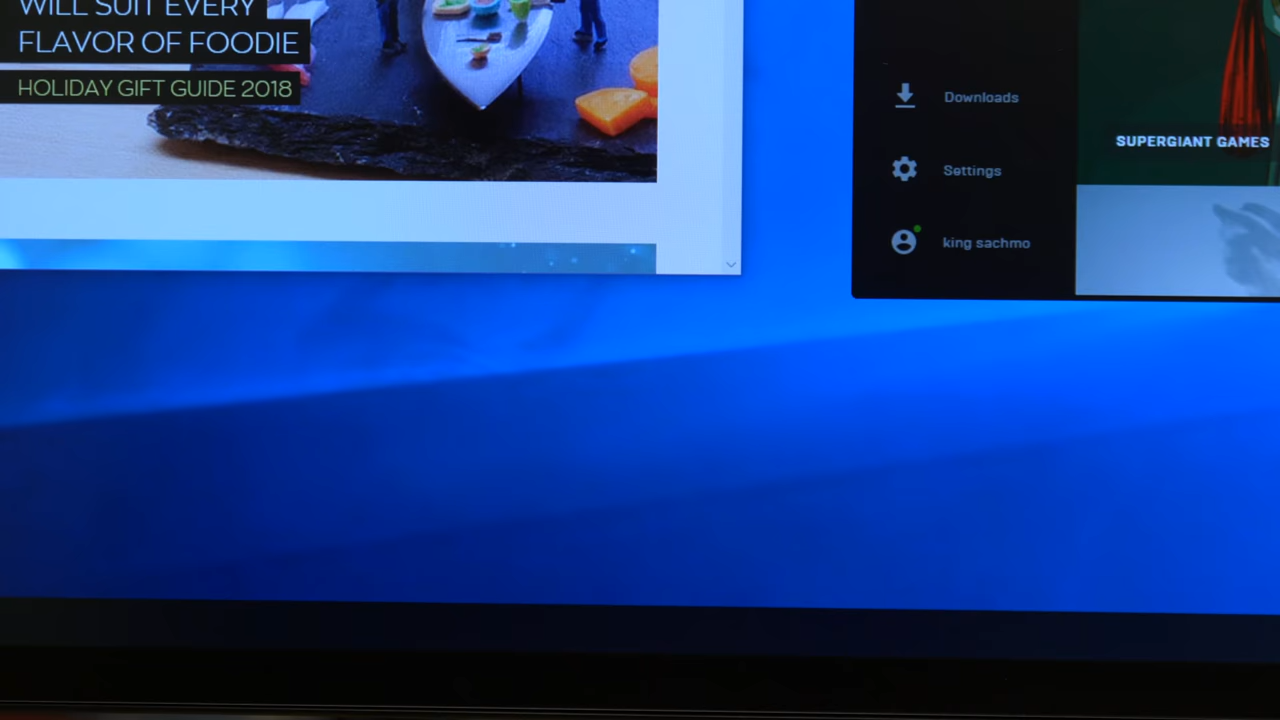 WILL SUIT EVERY
FLAVOR OF FOODIE
HOLIDAY GIFT GUIDE 2018
Downloads
Settings
king sachmo
SUPERGIANT GAMES